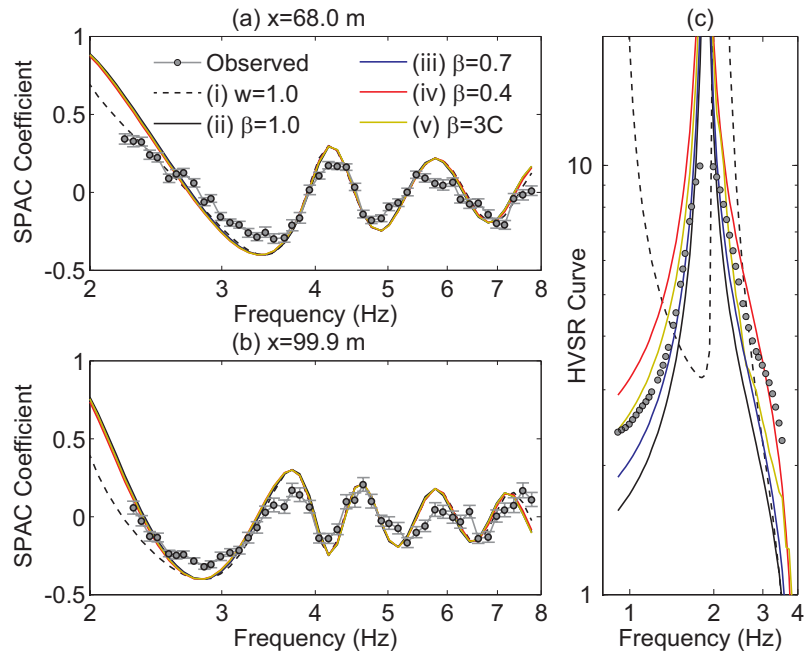 (a) x=68.0 m
1
0.5
0
-0.5
SPAC Coefficient
Observed
(i) w=1.0
(ii) β=1.0
(iii) β=0.7
(iv) β=0.4
(v) β=3C
2
3
4
5
6
7
8
Frequency (Hz)
(b) x=99.9 m
1
0.5
0
-0.5
SPAC Coefficient
2
3
4
5
6
7
8
Frequency (Hz)
(c)
10
1
HVSR Curve
1
2
3
4
Frequency (Hz)